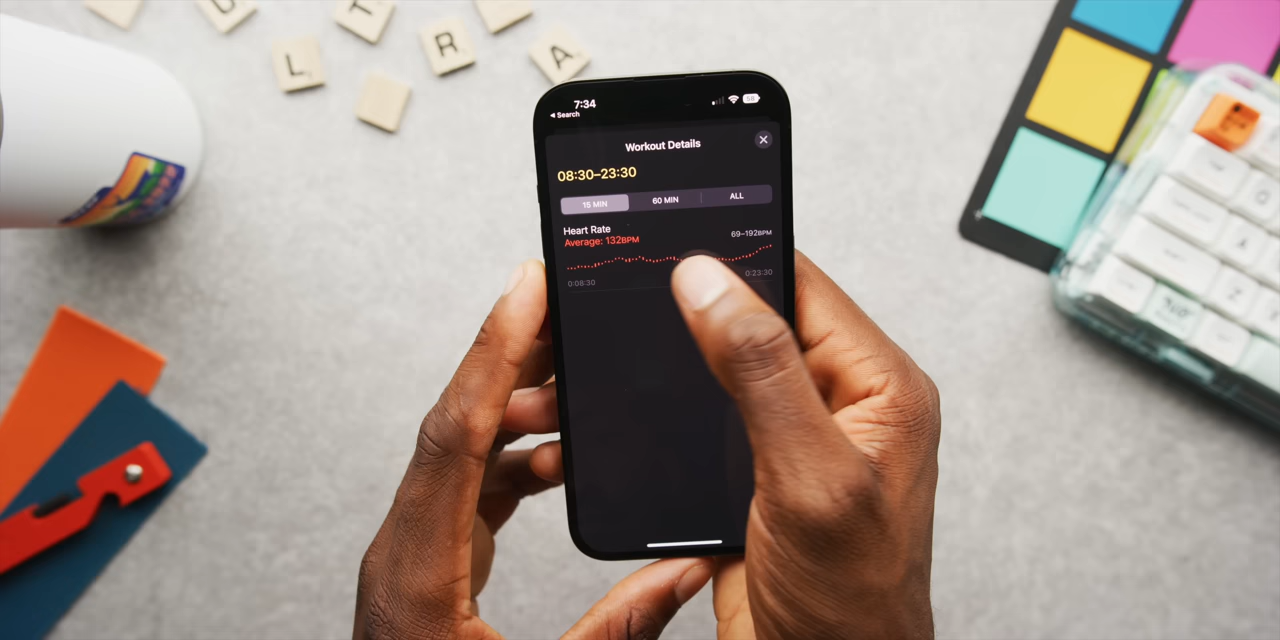 U
T
L
R
A
7:34
58
◀ Search
Workout Details
08:30–23:30
15 MIN
60 MIN
ALL
Heart Rate
69–192BPM
Average: 132BPM
0:08:30
0:23:30
A
Z